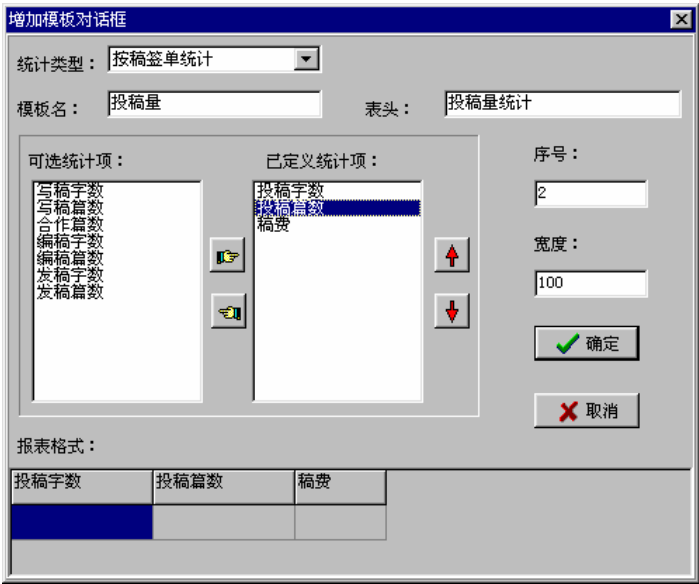 增加模板对话框
统计类型： 按稿签单统计
模板名： 投稿量 表头： 投稿量统计
可选统计项：
写稿字数
写稿篇数
合作篇数
编稿字数
编稿篇数
发稿字数
发稿篇数
已定义统计项：
投稿字数
投稿篇数
稿费
序号：
2
宽度：
100
确定
取消
报表格式：
投稿字数 投稿篇数 稿费